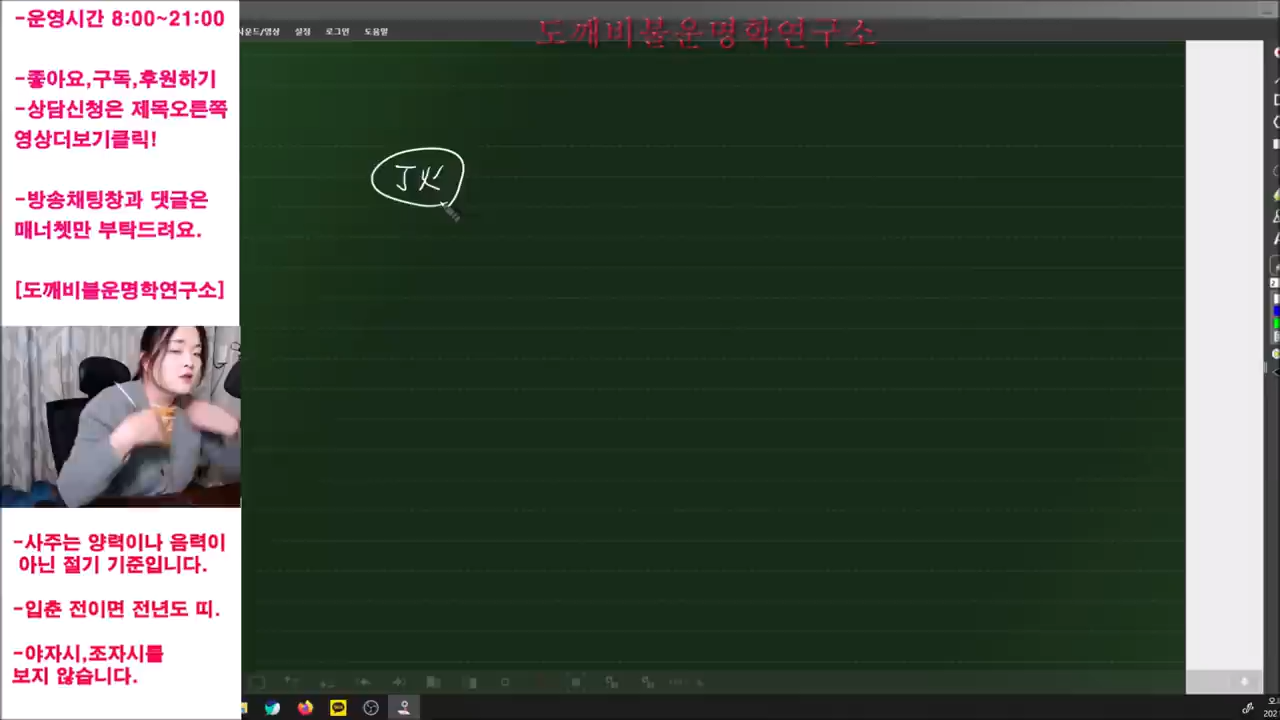 -운영시간 8:00~21:00
-좋아요,구독,후원하기
-상담신청은 제목오른쪽
영상더보기클릭!
-방송채팅창과 댓글은
매너쳇만 부탁드려요.
[도깨비불운명학연구소]
-사주는 양력이나 음력이
아닌 절기 기준입니다.
-입춘 전이면 전년도 띠.
-야자시,조자시를
보지 않습니다.
설정 로그인 도움말
도깨비불운명학연구소
丁火